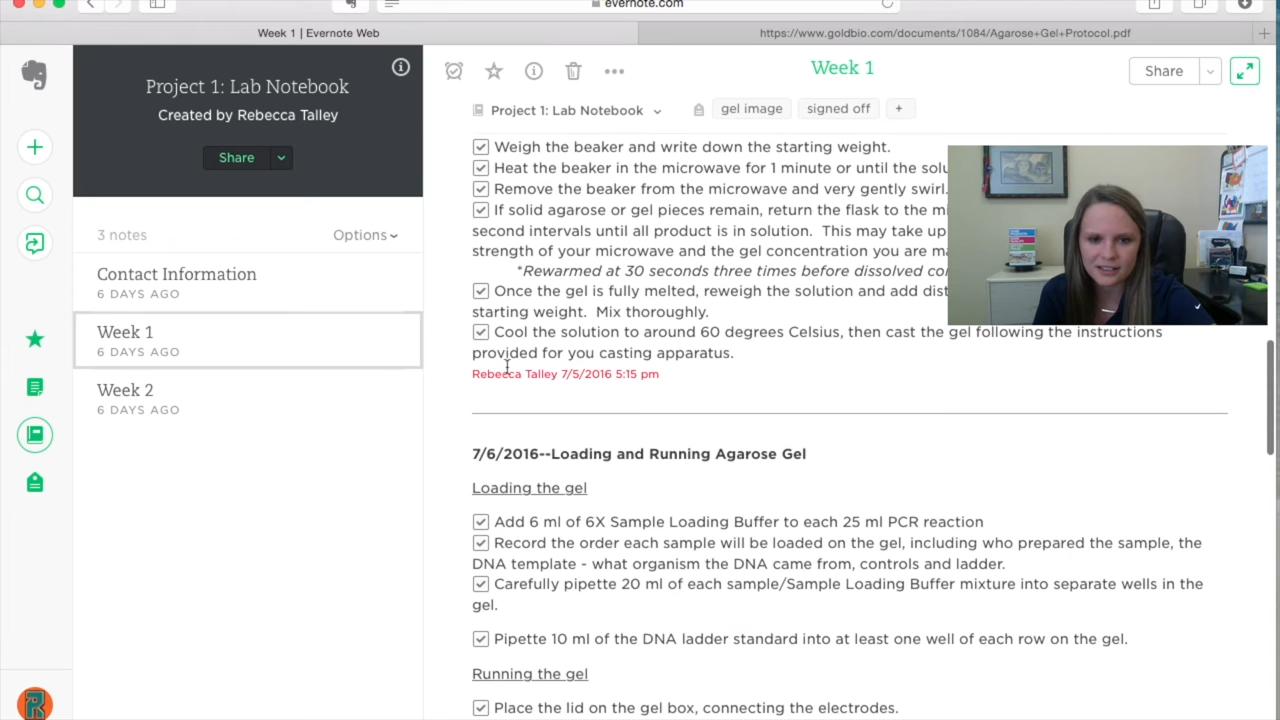 evernote.com
Week 1 | Evernote Web
https://www.goldbio.com/documents/1084/Agarose+Gel+Protocol.pdf
Project 1: Lab Notebook
Created by Rebecca Talley
Share
3 notes
Options
Contact Information
6 DAYS AGO
Week 1
6 DAYS AGO
Week 2
6 DAYS AGO
Week 1
Share
Project 1: Lab Notebook
gel image
signed off
+
Weigh the beaker and write down the starting weight.
Heat the beaker in the microwave for 1 minute or until the
Remove the beaker from the microwave and very gently swirl.
If solid agarose or gel pieces remain, return the flask to the
second intervals until all product is in solution. This may take up
strength of your microwave and the gel concentration you are
*Rewarmed at 30 seconds three times before dissolved
Once the gel is fully melted, reweigh the solution and add
starting weight. Mix thoroughly.
Cool the solution to around 60 degrees Celsius, then cast the gel following the instructions
provided for you casting apparatus.
Rebecca Talley 7/5/2016 5:15 pm
7/6/2016--Loading and Running Agarose Gel
Loading the gel
Add 6 ml of 6X Sample Loading Buffer to each 25 ml PCR reaction
Record the order each sample will be loaded on the gel, including who prepared the sample, the
DNA template - what organism the DNA came from, controls and ladder.
Carefully pipette 20 ml of each sample/Sample Loading Buffer mixture into separate wells in the
gel.
Pipette 10 ml of the DNA ladder standard into at least one well of each row on the gel.
Running the gel
Place the lid on the gel box, connecting the electrodes.